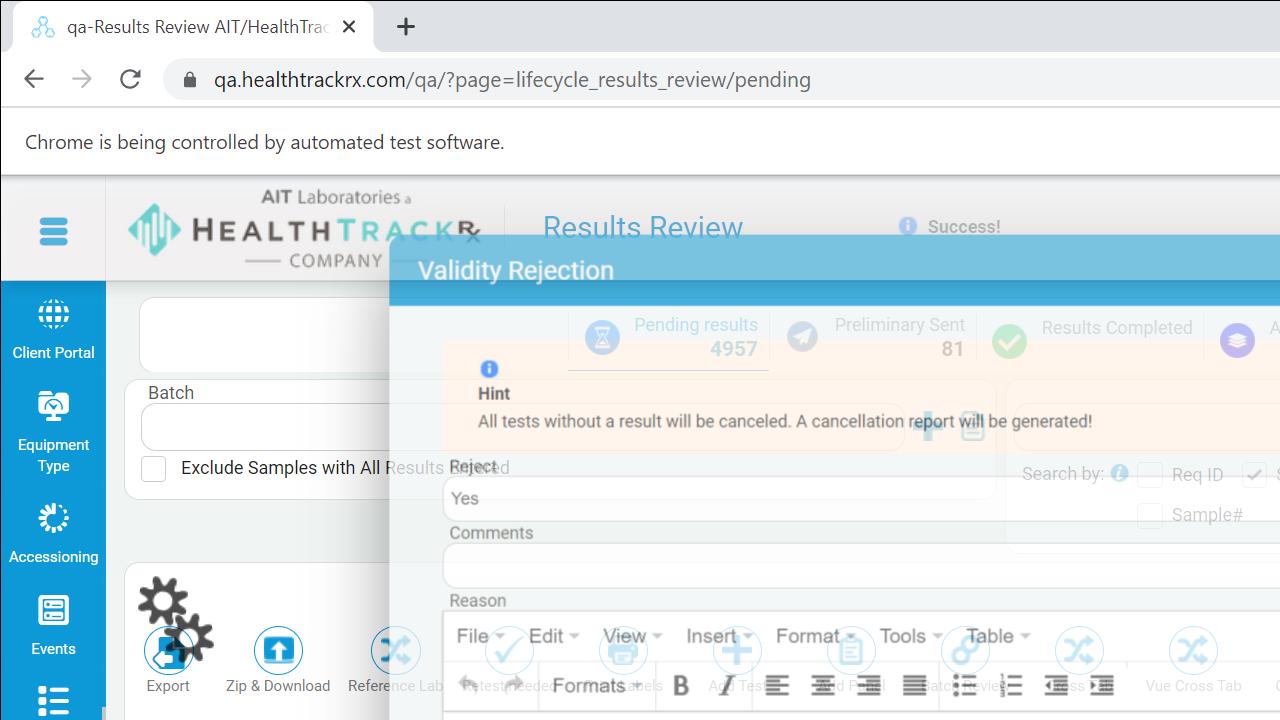 qa-Results Review AIT/HealthTrac
qa.healthtrackrx.com/qa/?page=lifecycle_results_review/pending
Chrome is being controlled by automated test software.
AIT Laboratories a
HEALTHTRACKRx
COMPANY
Results Review
Success!
Validity Rejection
Client Portal
Pending results
4957
Preliminary Sent
81
Results Completed
A
Hint
All tests without a result will be canceled. A cancellation report will be generated!
Batch
Exclude Samples with All Results Entered
Reject
Yes
Search by:
Req ID
S
Sample#
Equipment
Type
Comments
Accessioning
Reason
File Edit View Insert Format Tools Table
Events
Export
Zip & Download
Reference Lab
Formats
B I
Vue Cross Tab